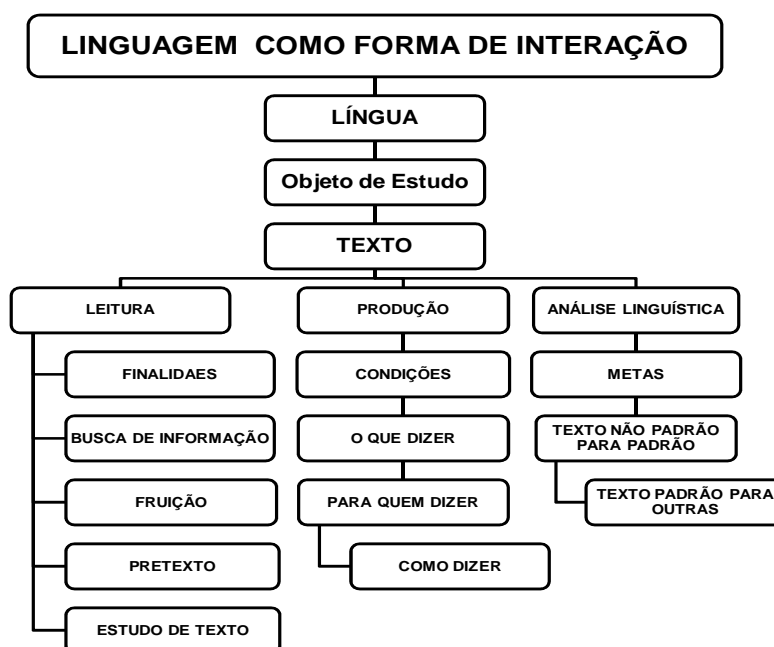 LINGUAGEM COMO FORMA DE INTERAÇÃO
LÍNGUA
Objeto de Estudo
TEXTO
LEITURA
FINALIDAES
BUSCA DE INFORMAÇÃO
FRUIÇÃO
PRETEXTO
ESTUDO DE TEXTO
PRODUÇÃO
CONDIÇÕES
O QUE DIZER
PARA QUEM DIZER
COMO DIZER
ANÁLISE LINGUÍSTICA
METAS
TEXTO NÃO PADRÃO
PARA PADRÃO
TEXTO PADRÃO PARA
OUTRAS